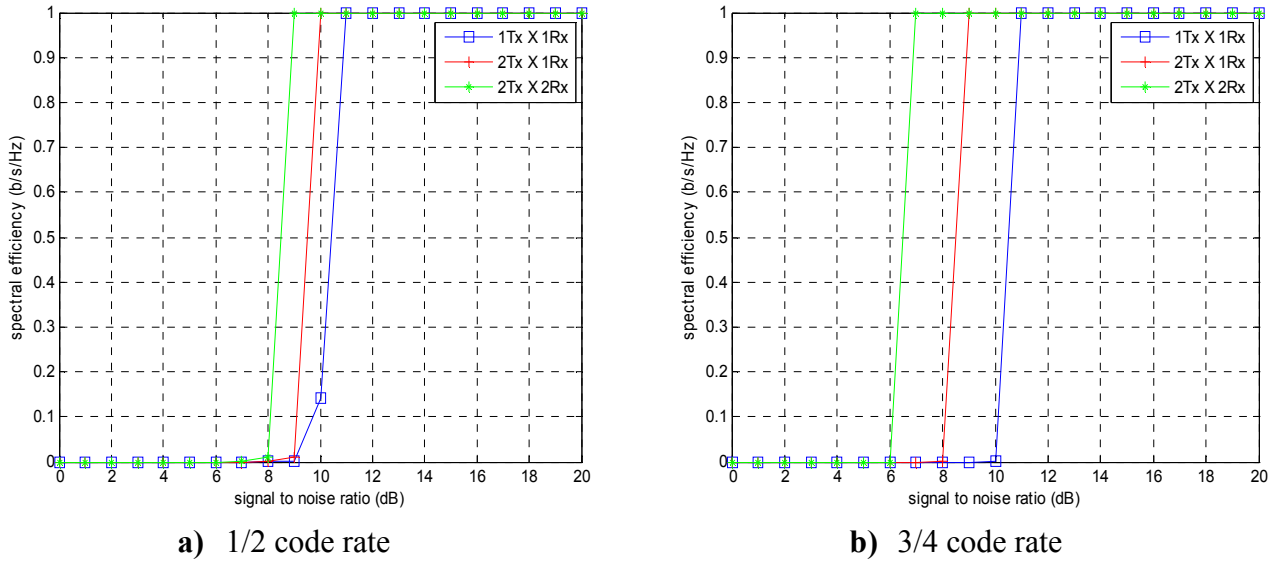 1
0.9
0.8
0.7
0.6
0.5
0.4
0.3
0.2
0.1
0
spectral efficiency (b/s/Hz)
1Tx X 1Rx
2Tx X 1Rx
2Tx X 2Rx
0 2 4 6 8 10 12 14 16 18 20
signal to noise ratio (dB)
a) 1/2 code rate
1
0.9
0.8
0.7
0.6
0.5
0.4
0.3
0.2
0.1
0
spectral efficiency (b/s/Hz)
1Tx X 1Rx
2Tx X 1Rx
2Tx X 2Rx
0 2 4 6 8 10 12 14 16 18 20
signal to noise ratio (dB)
b) 3/4 code rate